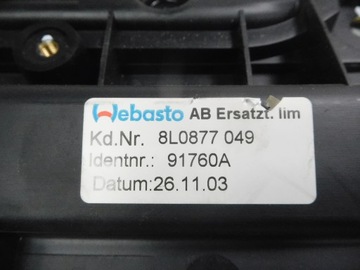 Webasto AB Ersatzt. lim
Kd.Nr. 8L0877 049
Identnr.: 91760A
Datum:26.11.03